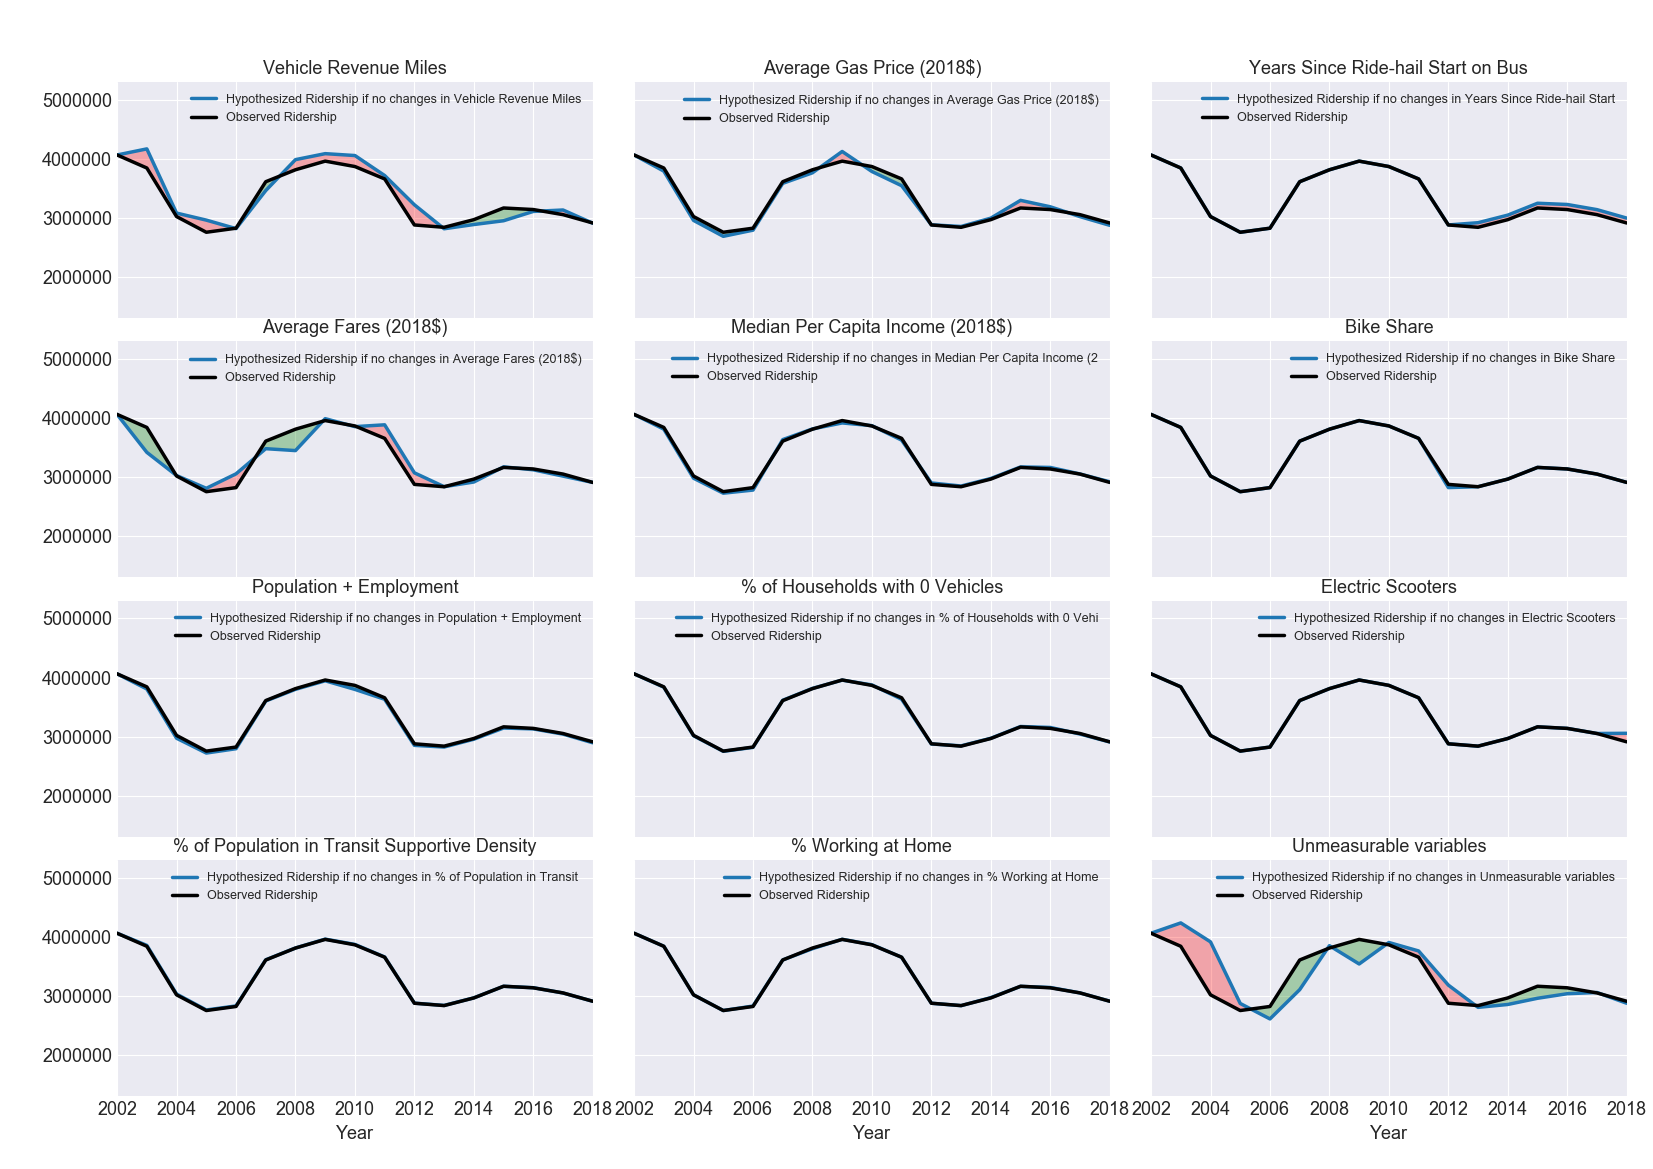 Vehicle Revenue Miles
Hypothesized Ridership if no changes in Vehicle Revenue Miles
Observed Ridership
5000000
4000000
3000000
2000000
Average Gas Price (2018$)
Hypothesized Ridership if no changes in Average Gas Price (2018$)
Observed Ridership
Years Since Ride-hail Start on Bus
Hypothesized Ridership if no changes in Years Since Ride-hail Start
Observed Ridership
Average Fares (2018$)
Hypothesized Ridership if no changes in Average Fares (2018$)
Observed Ridership
5000000
4000000
3000000
2000000
Median Per Capita Income (2018$)
Hypothesized Ridership if no changes in Median Per Capita Income (2
Observed Ridership
Bike Share
Hypothesized Ridership if no changes in Bike Share
Observed Ridership
Population + Employment
Hypothesized Ridership if no changes in Population + Employment
Observed Ridership
5000000
4000000
3000000
2000000
% of Households with 0 Vehicles
Hypothesized Ridership if no changes in % of Households with 0 Vehi
Observed Ridership
Electric Scooters
Hypothesized Ridership if no changes in Electric Scooters
Observed Ridership
% of Population in Transit Supportive Density
Hypothesized Ridership if no changes in % of Population in Transit
Observed Ridership
5000000
4000000
3000000
2000000
2002 2004 2006 2008 2010 2012 2014 2016 2018
Year
% Working at Home
Hypothesized Ridership if no changes in % Working at Home
Observed Ridership
2002 2004 2006 2008 2010 2012 2014 2016 2018
Year
Unmeasurable variables
Hypothesized Ridership if no changes in Unmeasurable variables
Observed Ridership
2002 2004 2006 2008 2010 2012 2014 2016 2018
Year